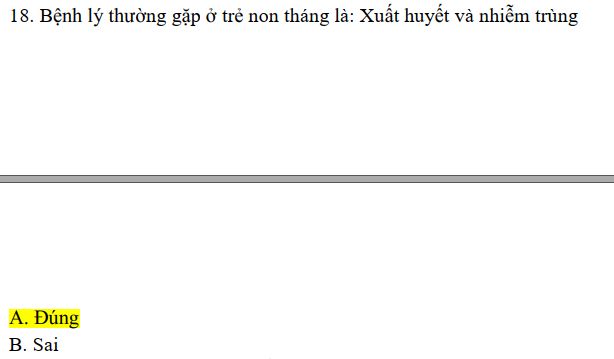 18. Bệnh lý thường gặp ở trẻ non tháng là: Xuất huyết và nhiễm trùng
A. Đúng
B. Sai